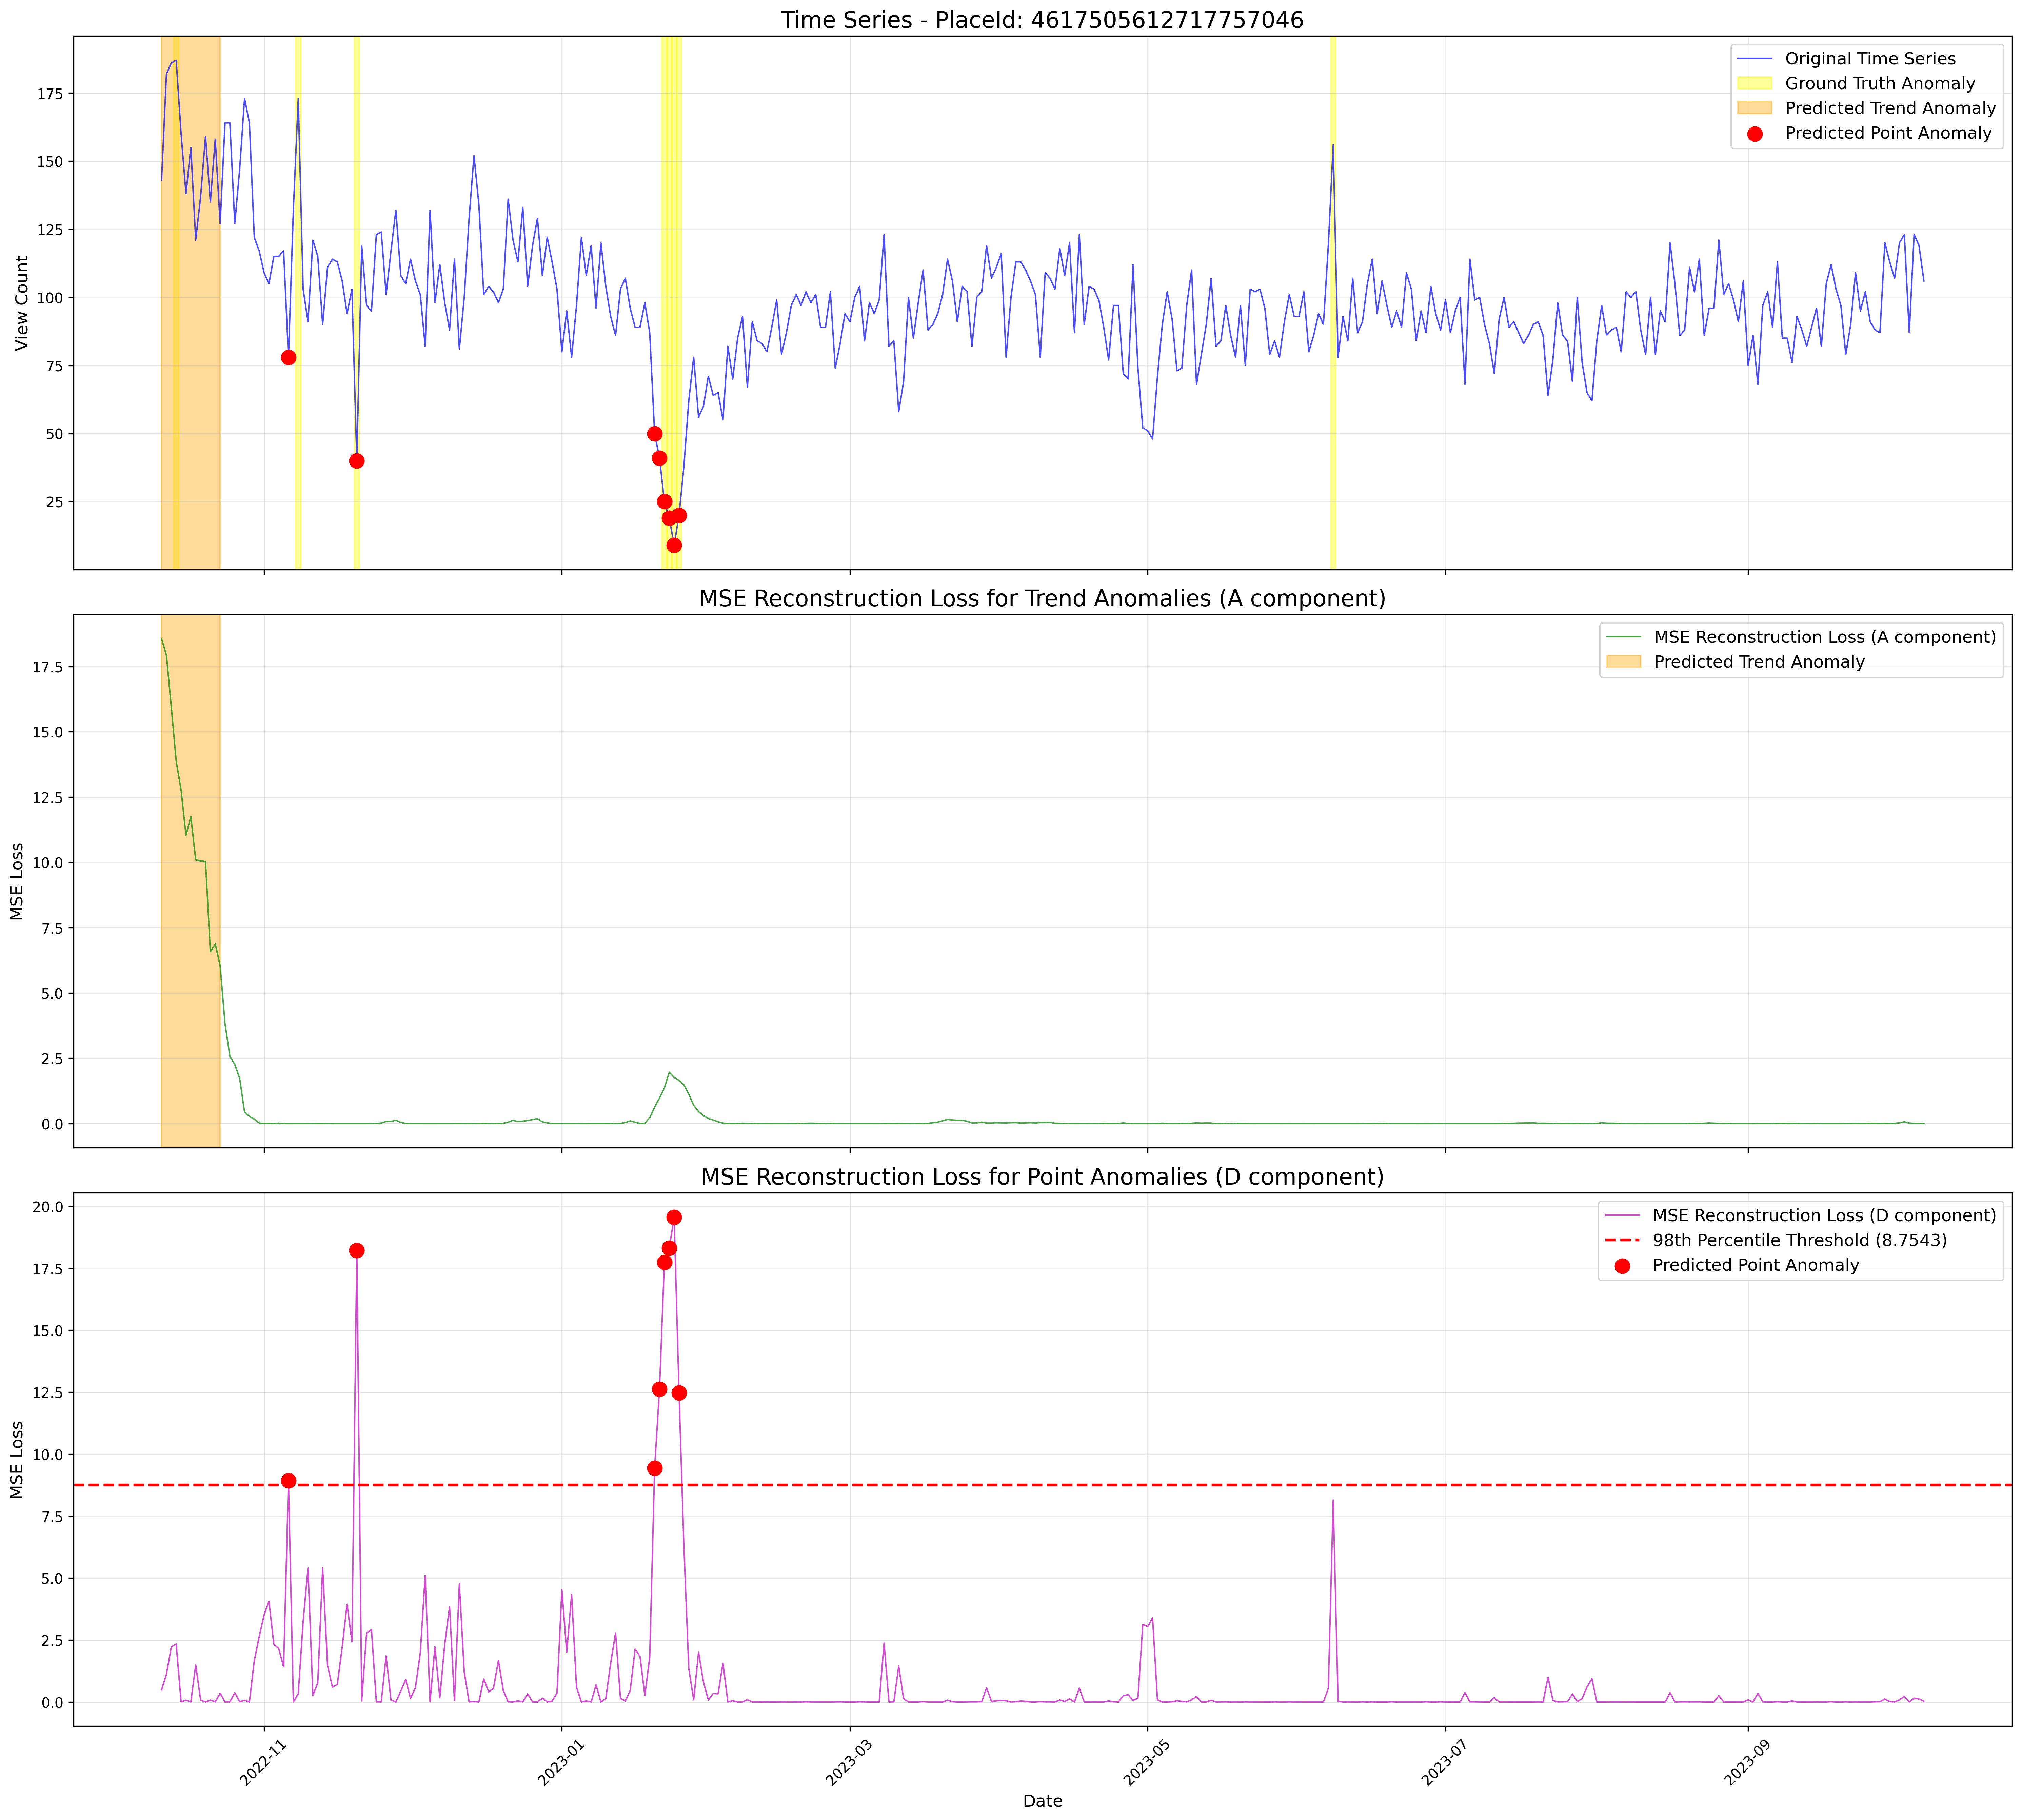 Time Series - PlaceId: 4617505612717757046
Original Time Series
Ground Truth Anomaly
Predicted Trend Anomaly
Predicted Point Anomaly
View Count
175
150
125
100
75
50
25
MSE Reconstruction Loss for Trend Anomalies (A component)
MSE Reconstruction Loss (A component)
Predicted Trend Anomaly
MSE Loss
17.5
15.0
12.5
10.0
7.5
5.0
2.5
0.0
MSE Reconstruction Loss for Point Anomalies (D component)
MSE Reconstruction Loss (D component)
98th Percentile Threshold (8.7543)
Predicted Point Anomaly
MSE Loss
20.0
17.5
15.0
12.5
10.0
7.5
5.0
2.5
0.0
2022-11
2023-01
2023-03
2023-05
2023-07
2023-09
Date